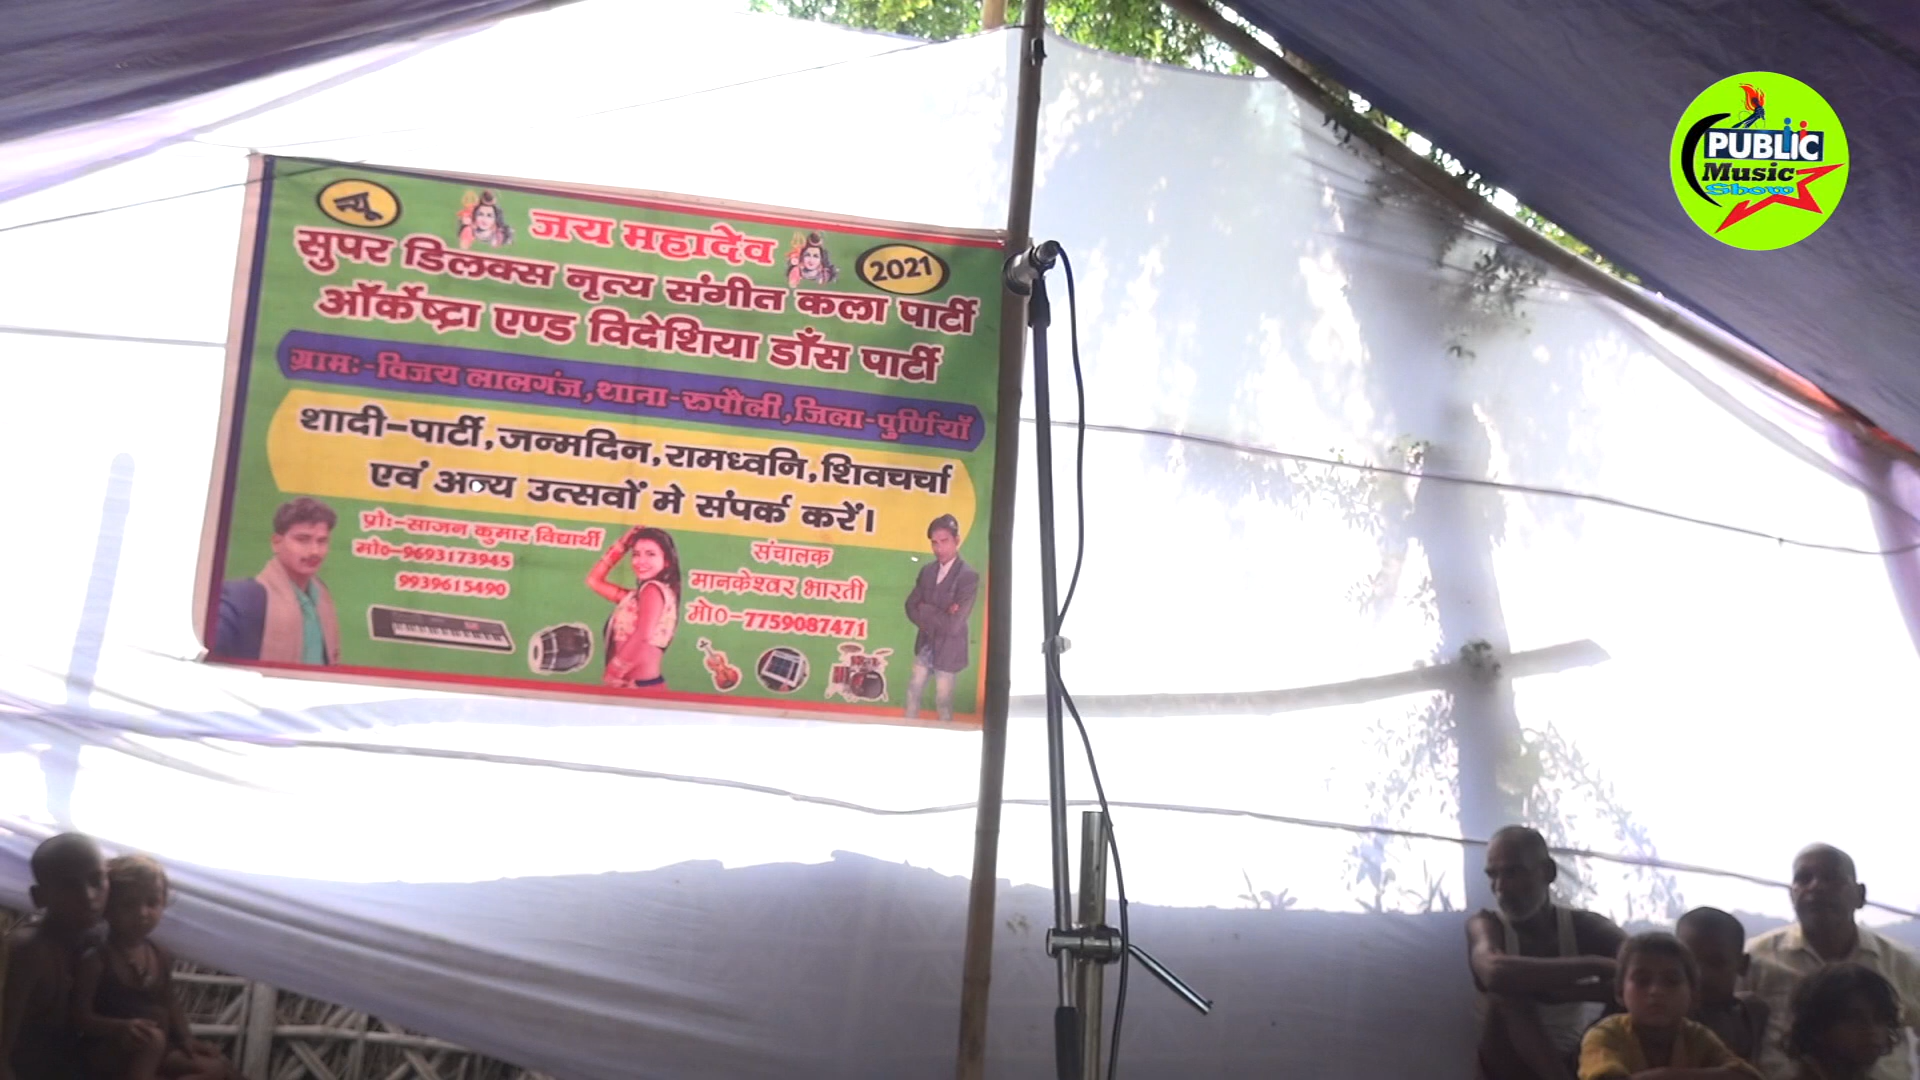 न्यू
जय महादेव
2021
सुपर डिलक्स नृत्य संगीत कला पार्टी
ऑर्केष्ट्रा एण्ड विदेशिया डाँस पार्टी
ग्रामः-विजय लालगंज,थाना-रुपौली,जिला-पुर्णियाँ
शादी-पार्टी,जन्मदिन,रामध्वनि,शिवचर्चा
एवं अन्य उत्सवों मे संपर्क करें।
प्रोः-साजन कुमार विद्यार्थी
मो०-9693173945
9939615490
संचालक
मानकेश्वर भारती
मो0-7759087471
PUBLIC
Music
Show